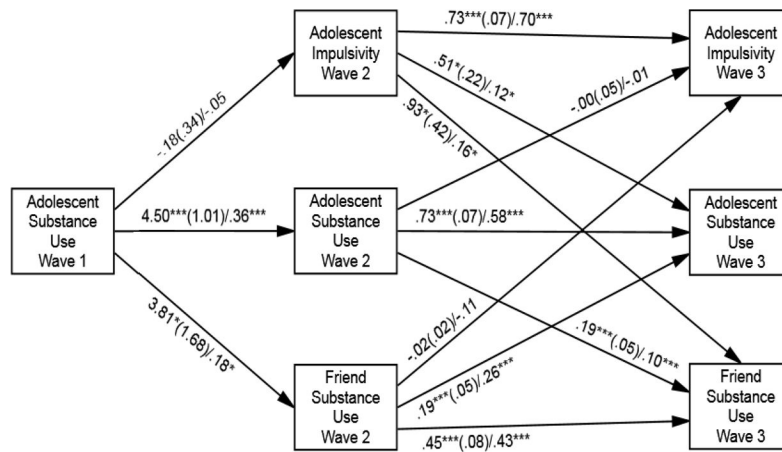 Adolescent
Impulsivity
Wave 2
.73***(.07)/.70***
Adolescent
Impulsivity
Wave 3
.51*(.22)/.12*
.93*(.42)/.16*
-.00(.05)/-.01
-.18(.34)/-.05
Adolescent
Substance
Use
Wave 1
4.50***(1.01)/.36***
Adolescent
Substance
Use
Wave 2
.73***(.07)/.58***
Adolescent
Substance
Use
Wave 3
3.81*(1.68)/.18*
-.02(.02)/-.11
.19***(.05)/.26***
.19***(.05)/.10***
Friend
Substance
Use
Wave 2
.45***(.08)/.43***
Friend
Substance
Use
Wave 3